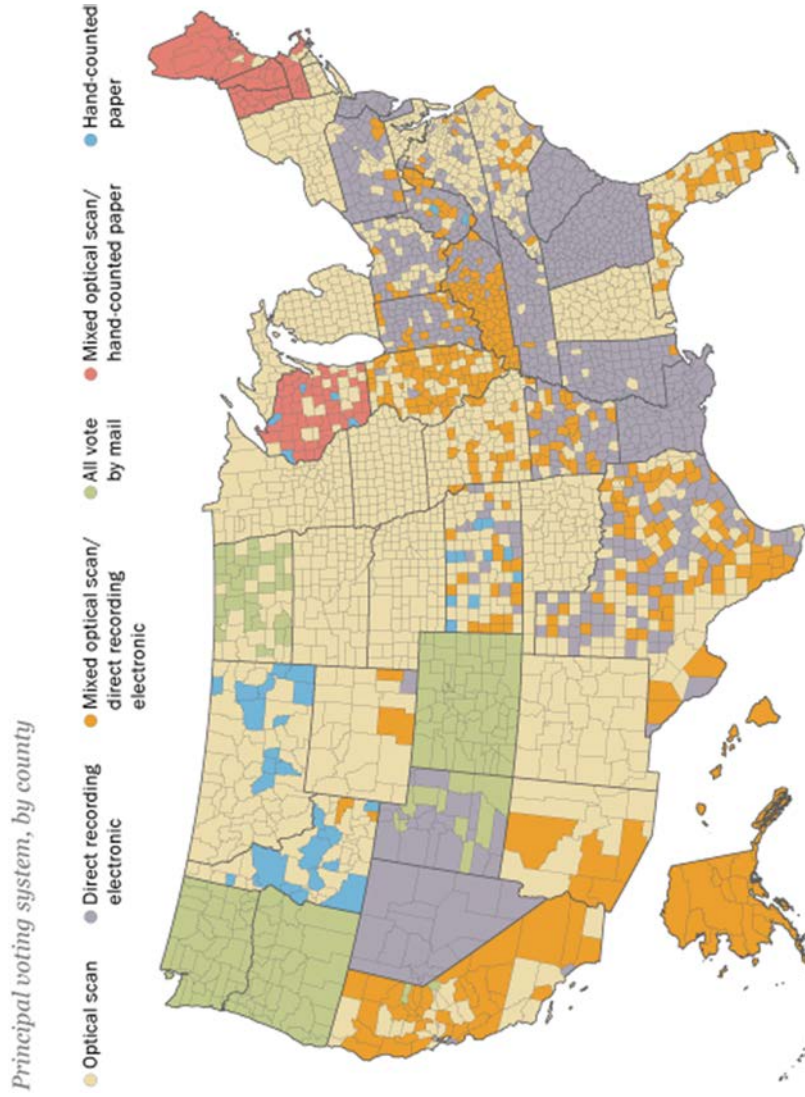 Principal voting system, by county
Optical scan
Direct recording
electronic
Mixed optical scan/
direct recording
electronic
All vote
by mail
Mixed optical scan/
hand-counted paper
Hand-counted
paper